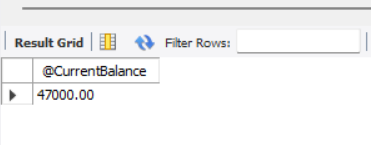 Result Grid Filter Rows:
@CurrentBalance
47000.00